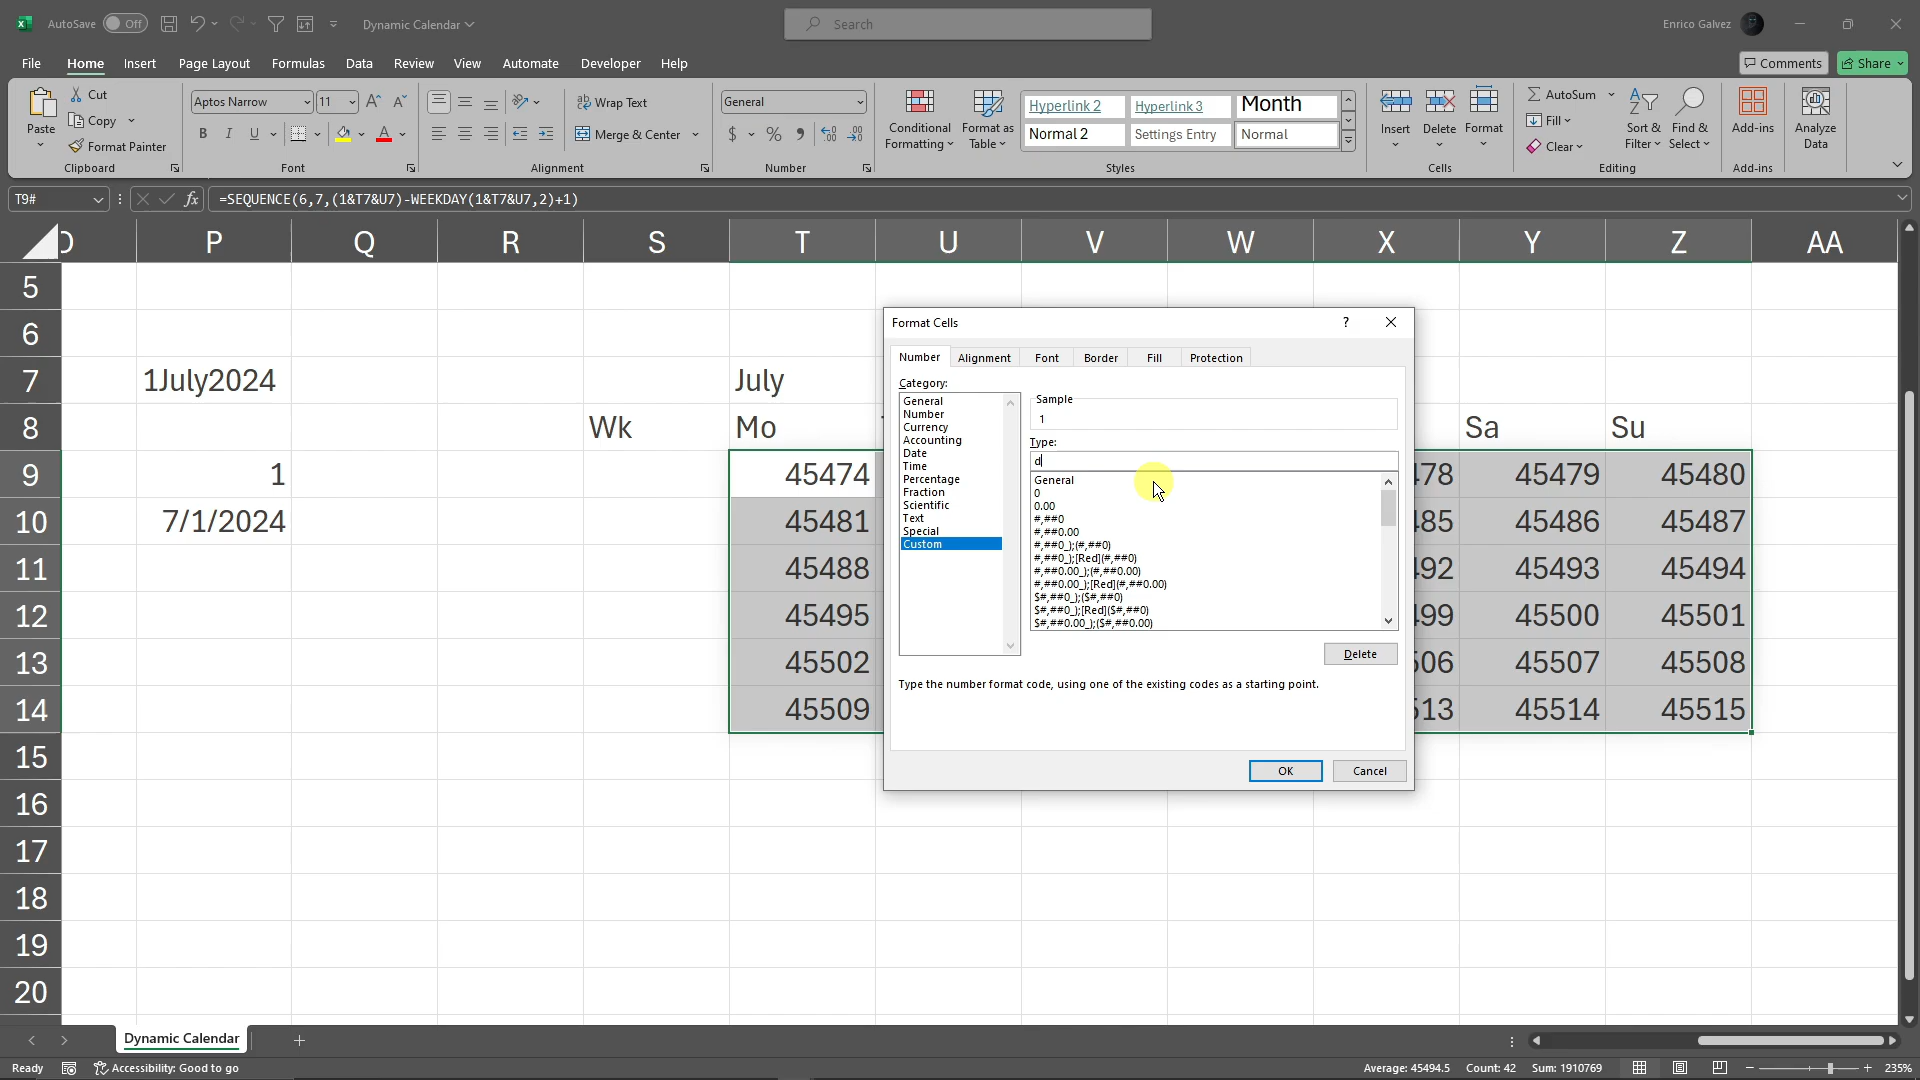 AutoSave Off Dynamic Calendar Search Enrico Galvez
File Home Insert Page Layout Formulas Data Review View Automate Developer Help Comments Share
Paste Cut Copy Format Painter Clipboard
Aptos Narrow 11 B I U A Font
Wrap Text Merge & Center Alignment
General $ % , Number
Conditional Formatting Format as Table
Hyperlink 2 Hyperlink 3 Month
Normal 2 Settings Entry Normal
Styles
Insert Delete Format Cells
AutoSum Fill Clear Sort & Filter Find & Select Editing
Add-ins Add-ins
Analyze Data
T9# fx =SEQUENCE(6,7,(1&T7&U7)-WEEKDAY(1&T7&U7,2)+1)
P Q R S T U V W X Y Z AA
5
6
7 1July2024 July
8 Wk Mo Sa Su
9 1 45474 45479 45480
10 7/1/2024 45481 45486 45487
11 45488 45493 45494
12 45495 45500 45501
13 45502 45507 45508
14 45509 45514 45515
15
16
17
18
19
20
Format Cells ?
Number Alignment Font Border Fill Protection
Category:
General
Number
Currency
Accounting
Date
Time
Percentage
Fraction
Scientific
Text
Special
Custom
Sample
1
Type:
d
General
0
0.00
#,##0
#,##0.00
#,##0_);(#,##0)
#,##0_);[Red](#,##0)
#,##0.00_);(#,##0.00)
#,##0.00_);[Red](#,##0.00)
$#,##0_);($#,##0)
$#,##0_);[Red]($#,##0)
$#,##0.00_);($#,##0.00)
Delete
Type the number format code, using one of the existing codes as a starting point.
OK Cancel
Dynamic Calendar
Ready Accessibility: Good to go Average: 45494.5 Count: 42 Sum: 1910769 235%